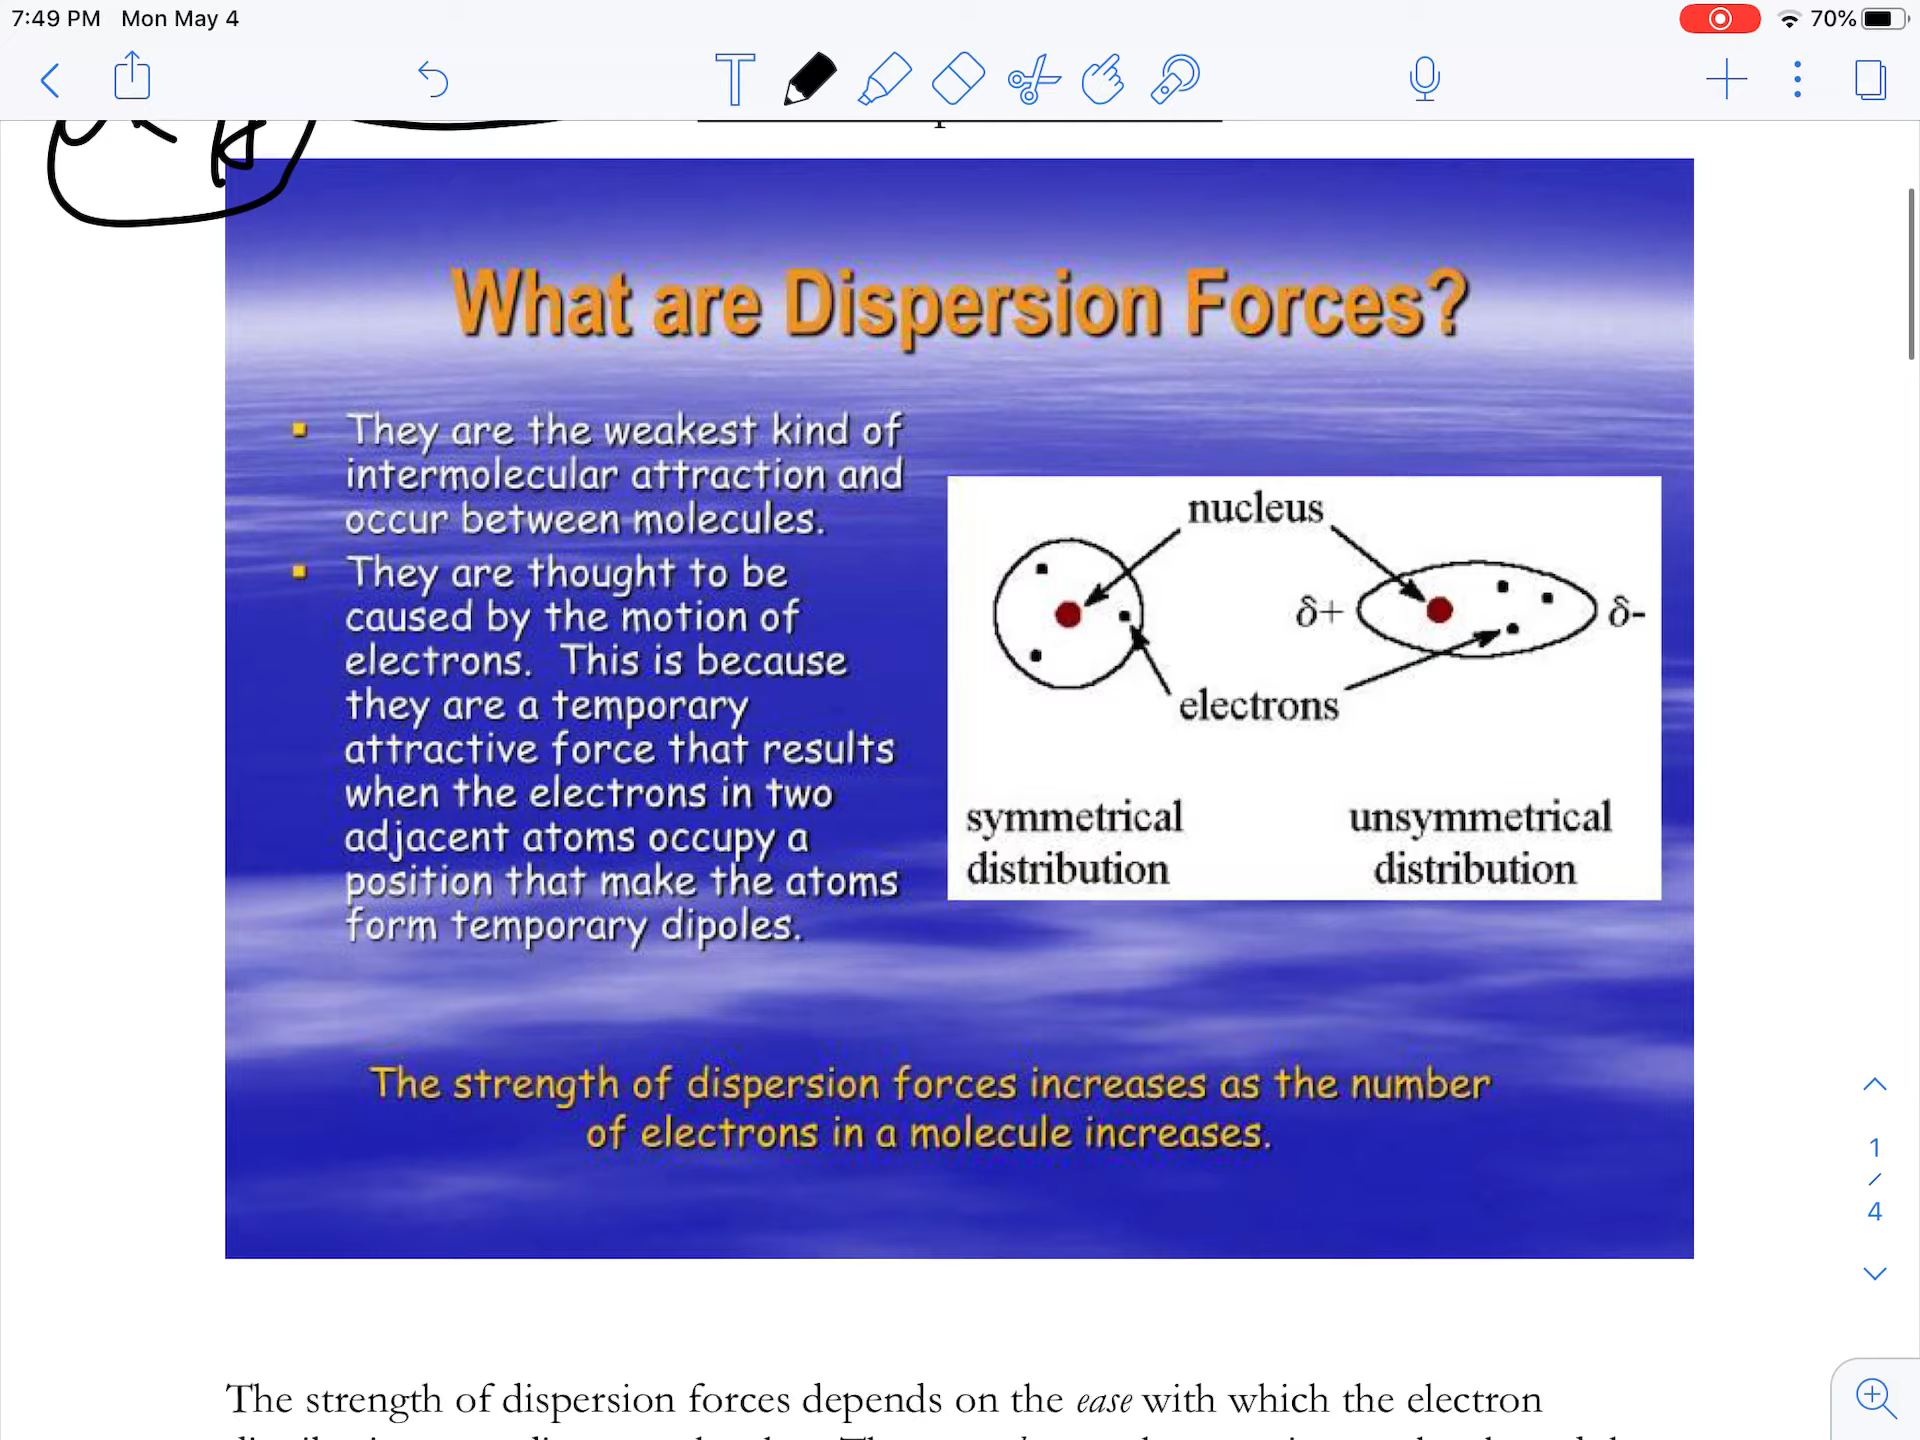 7:49 PM Mon May 4
70%
What are Dispersion Forces?
They are the weakest kind of
intermolecular attraction and
occur between molecules.
They are thought to be
caused by the motion of
electrons. This is because
they are a temporary
attractive force that results
when the electrons in two
adjacent atoms occupy a
position that make the atoms
form temporary dipoles.
nucleus
δ+
δ-
electrons
symmetrical
distribution
unsymmetrical
distribution
The strength of dispersion forces increases as the number
of electrons in a molecule increases.
1
/
4
The strength of dispersion forces depends on the ease with which the electron